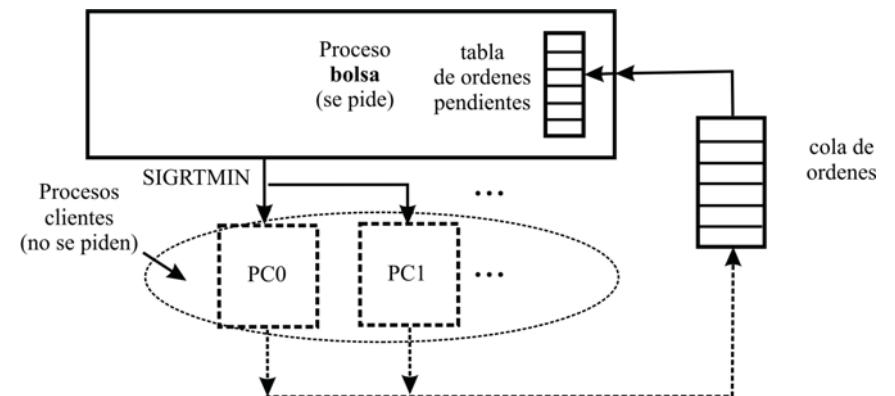 Proceso
bolsa
(se pide)
tabla
de ordenes
pendientes
cola de
ordenes
SIGRTMIN
...
Procesos
clientes
(no se piden)
PC0
PC1
...